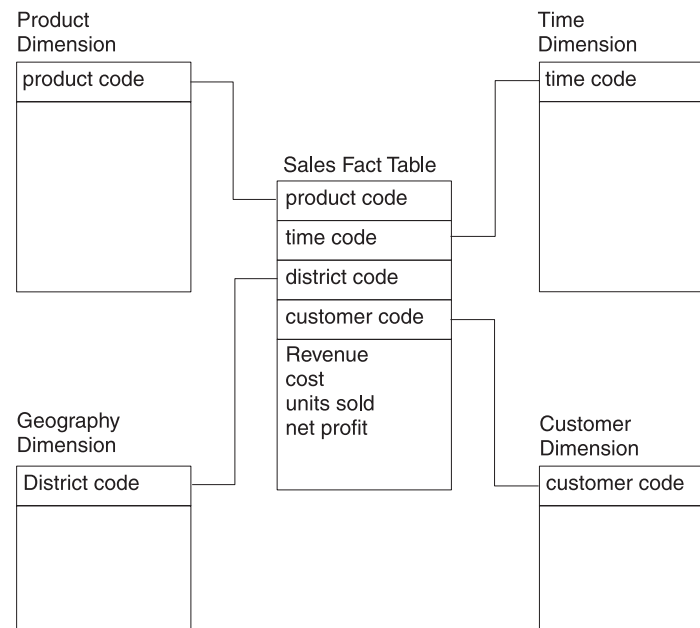 Product
Dimension
product code
Time
Dimension
time code
Sales Fact Table
product code
time code
district code
customer code
Revenue
cost
units sold
net profit
Geography
Dimension
District code
Customer
Dimension
customer code